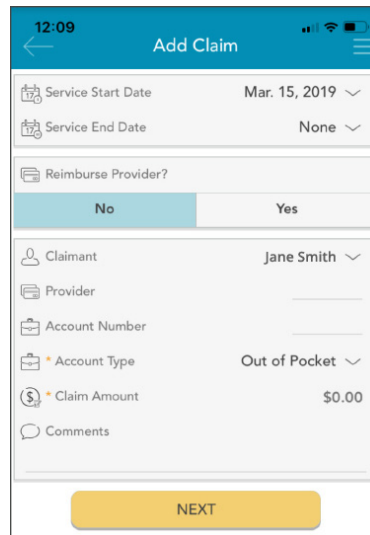 12:09
Add Claim
Service Start Date Mar. 15, 2019
Service End Date None
Reimburse Provider?
No Yes
Claimant Jane Smith
Provider
Account Number
* Account Type Out of Pocket
* Claim Amount $0.00
Comments
NEXT